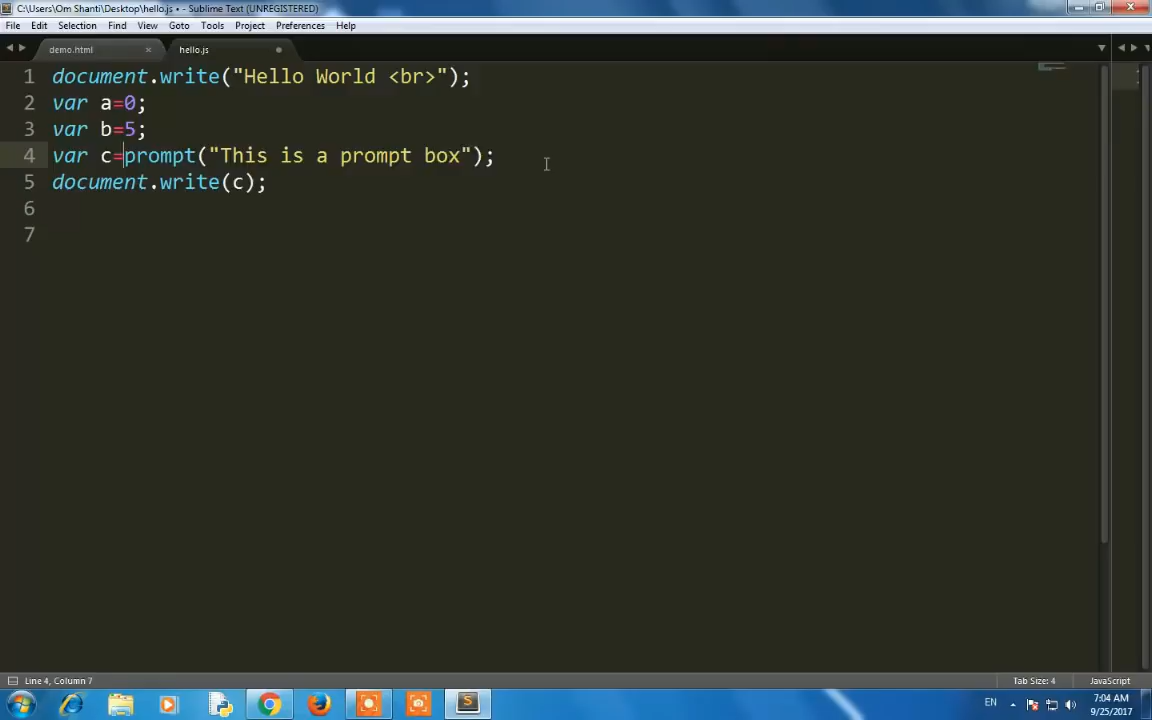 C:\Users\Om Shanti\Desktop\hello.js • - Sublime Text (UNREGISTERED)
File Edit Selection Find View Goto Tools Project Preferences Help
demo.html × hello.js
1 document.write("Hello World <br>");
2 var a=0;
3 var b=5;
4 var c=prompt("This is a prompt box");
5 document.write(c);
6
7
Line 4, Column 7 Tab Size: 4 JavaScript
EN 7:04 AM
9/25/2017